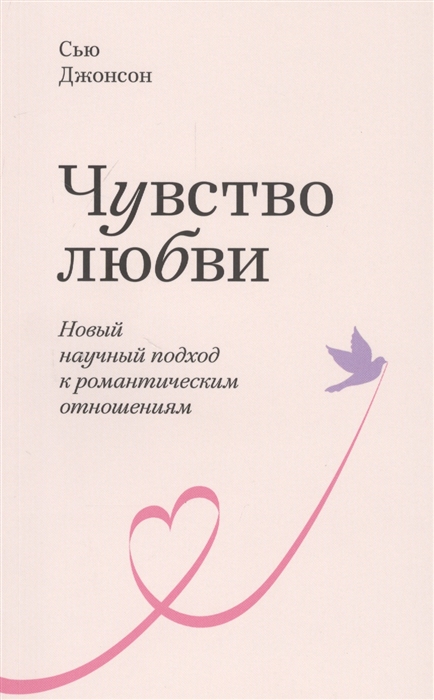 Сью
Джонсон
Чувство
любви
Новый
научный подход
к романтическим
отношениям